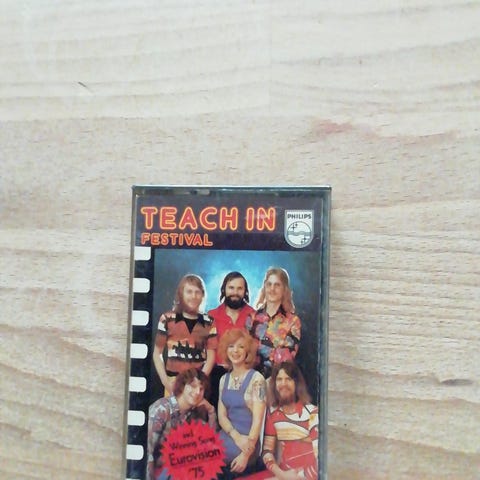 TEACH IN
PHILIPS
FESTIVAL
incl.
Winning Song
Eurovision
'75